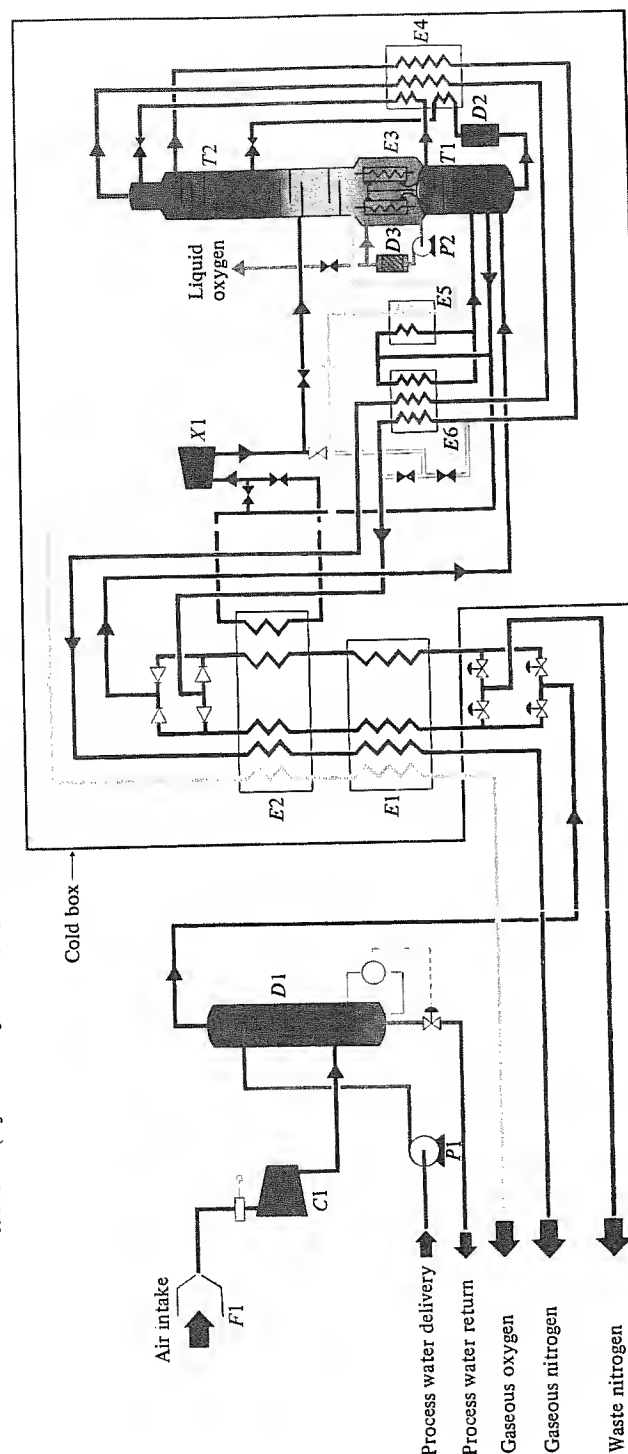 Cold box
Air intake
F1
C1
D1
P1
Process water delivery
Process water return
Gaseous oxygen
Gaseous nitrogen
Waste nitrogen
E2
E1
X1
Liquid
oxygen
T2
E4
E3
D3
T1
D2
P2
E5
E6